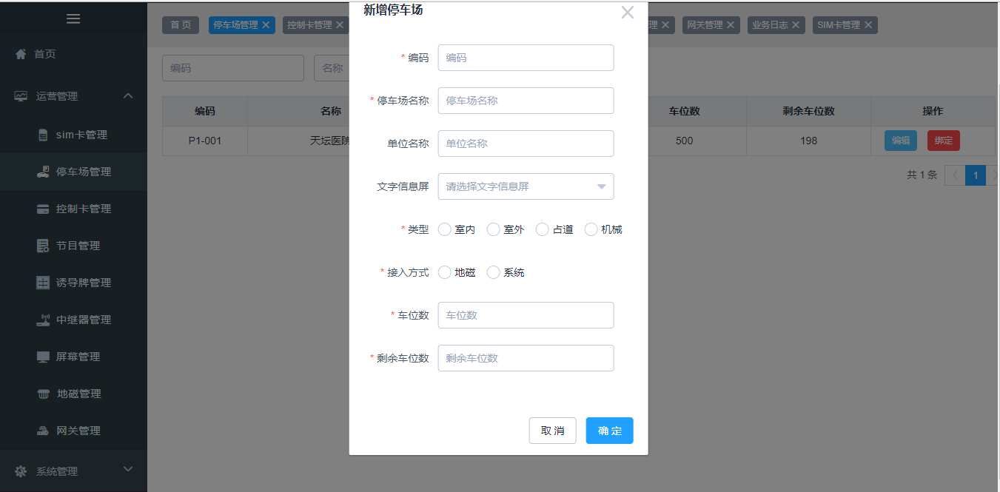 新增停车场
首 页
停车场管理
控制卡管理
理
网关管理
业务日志
SIM卡管理
首页
运营管理
sim卡管理
停车场管理
控制卡管理
节目管理
诱导牌管理
中继器管理
屏幕管理
地磁管理
网关管理
系统管理
编码
名称
编码 名称 车位数 剩余车位数 操作
P1-001 天坛医院 500 198 编辑 绑定
共 1 条 1
* 编码 编码
* 停车场名称 停车场名称
单位名称 单位名称
文字信息屏 请选择文字信息屏
* 类型 室内 室外 占道 机械
* 接入方式 地磁 系统
* 车位数 车位数
* 剩余车位数 剩余车位数
取 消 确 定